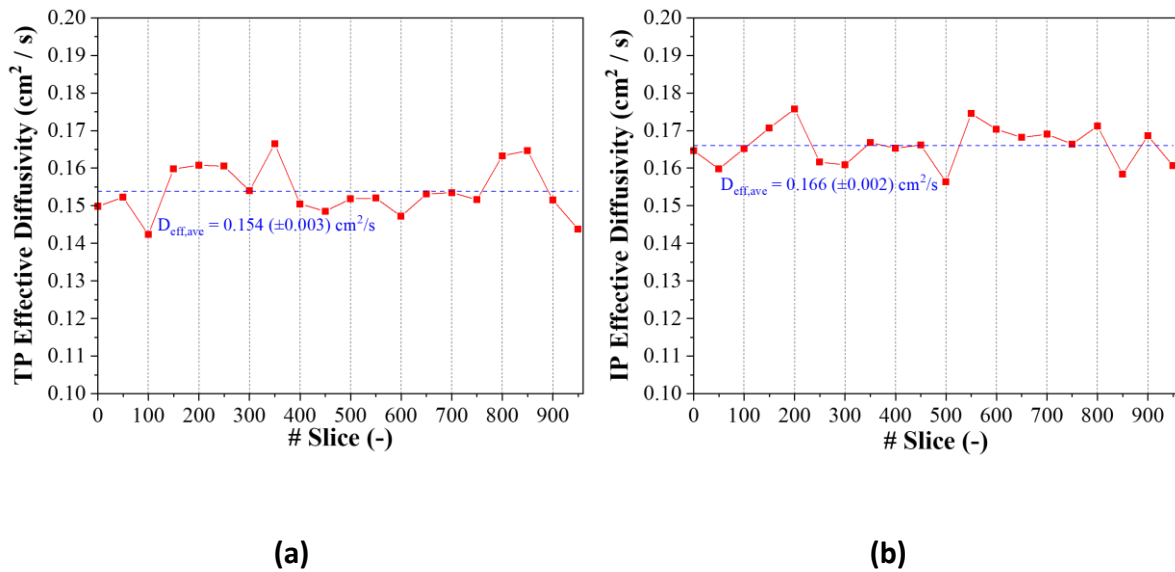 TP Effective Diffusivity (cm² / s)
0.20
0.19
0.18
0.17
0.16
0.15
0.14
0.13
0.12
0.11
0.10
D_eff,ave = 0.154 (±0.003) cm²/s
0 100 200 300 400 500 600 700 800 900
# Slice (-)
(a)
IP Effective Diffusivity (cm² / s)
0.20
0.19
0.18
0.17
0.16
0.15
0.14
0.13
0.12
0.11
0.10
D_eff,ave = 0.166 (±0.002) cm²/s
0 100 200 300 400 500 600 700 800 900
# Slice (-)
(b)